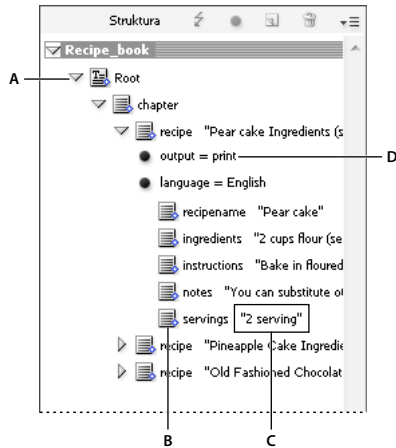 Struktura
Recipe_book
A
Root
chapter
recipe "Pear cake Ingredients (s
output = print
D
language = English
recipename "Pear cake"
ingredients "2 cups flour (se
instructions "Bake in floured
notes "You can substitute ot
servings "2 serving"
recipe "Pineapple Cake Ingredie
recipe "Old Fashioned Chocolat
B
C